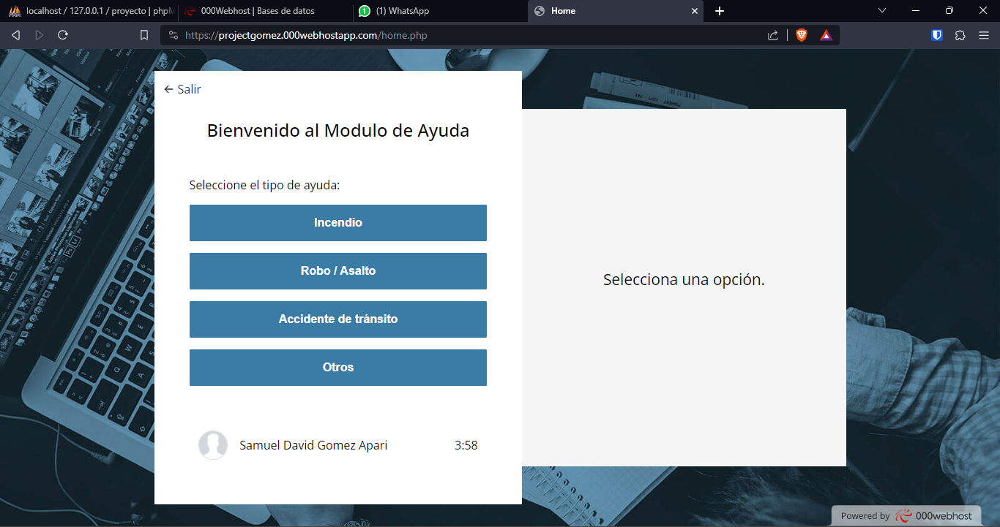 localhost / 127.0.0.1 / proyecto | phpM
000Webhost | Bases de datos
(1) WhatsApp
Home
https://projectgomez.000webhostapp.com/home.php
← Salir
Bienvenido al Modulo de Ayuda
Seleccione el tipo de ayuda:
Incendio
Robo / Asalto
Accidente de tránsito
Otros
Samuel David Gomez Apari 3:58
Selecciona una opción.
Powered by 000webhost